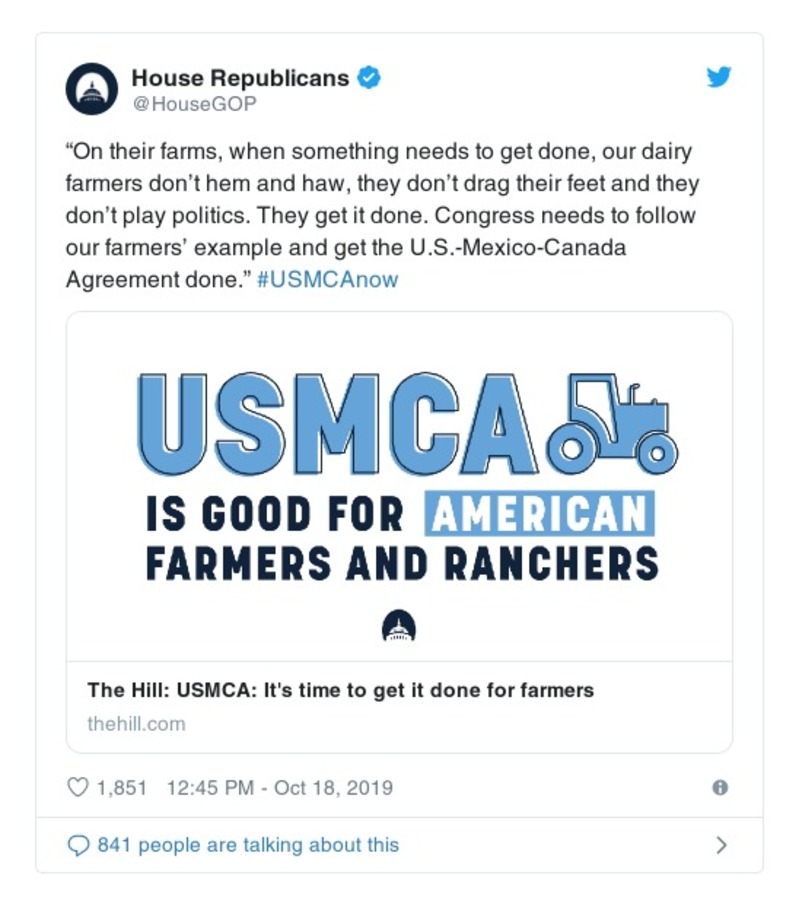 House Republicans
@HouseGOP
“On their farms, when something needs to get done, our dairy
farmers don’t hem and haw, they don’t drag their feet and they
don’t play politics. They get it done. Congress needs to follow
our farmers’ example and get the U.S.-Mexico-Canada
Agreement done.” #USMCAnow
USMCA
IS GOOD FOR AMERICAN
FARMERS AND RANCHERS
The Hill: USMCA: It's time to get it done for farmers
thehill.com
1,851 12:45 PM - Oct 18, 2019
841 people are talking about this